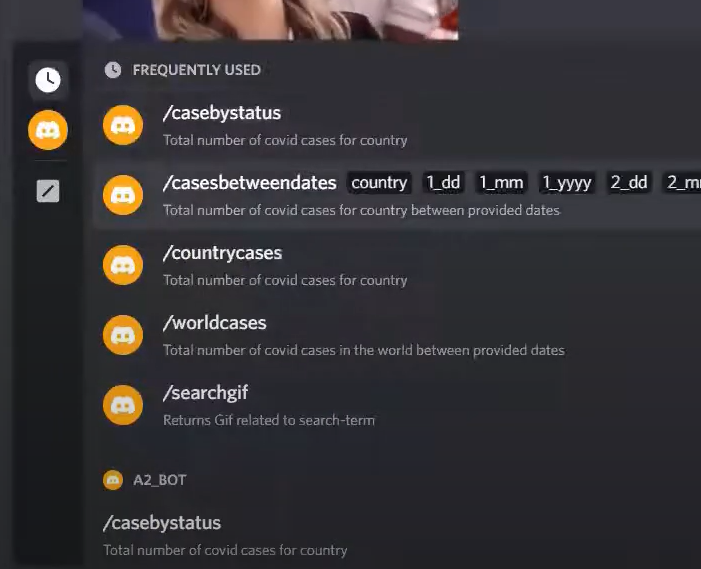 FREQUENTLY USED
/casebystatus
Total number of covid cases for country
/casesbetweendates country 1_dd 1_mm 1_yyyy 2_dd
Total number of covid cases for country between provided dates
/countrycases
Total number of covid cases for country
/worldcases
Total number of covid cases in the world between provided dates
/searchgif
Returns Gif related to search-term
A2_BOT
/casebystatus
Total number of covid cases for country